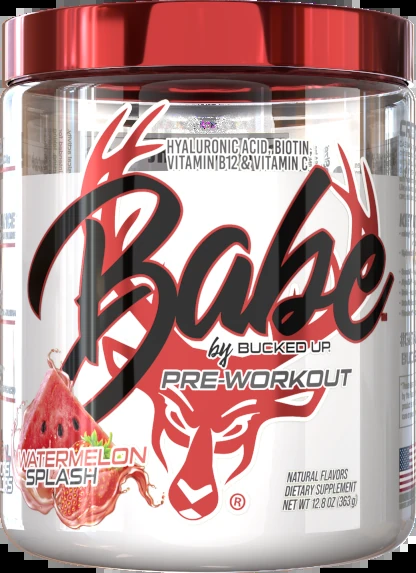 HYALURONIC ACID, BIOTIN,
VITAMIN B12 & VITAMIN C
Babe
by BUCKED UP
PRE-WORKOUT
WATERMELON
SPLASH
®
NATURAL FLAVORS
DIETARY SUPPLEMENT
NET WT 12.8 OZ (363g)